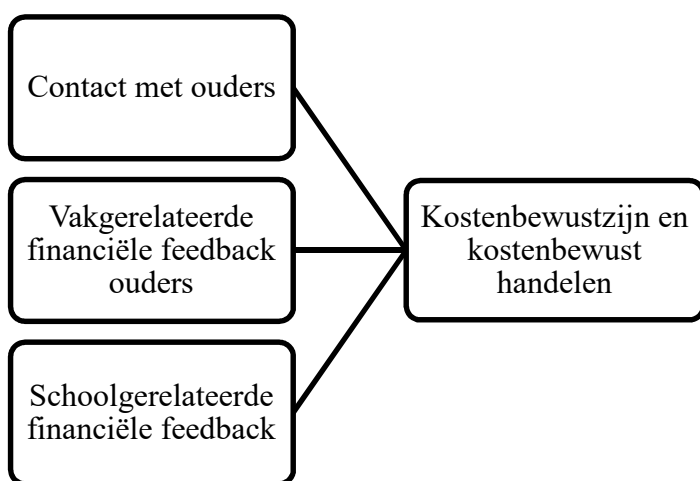 Contact met ouders
Vakgerelateerde
financiële feedback
ouders
Schoolgerelateerde
financiële feedback
Kostenbewustzijn en
kostenbewust
handelen